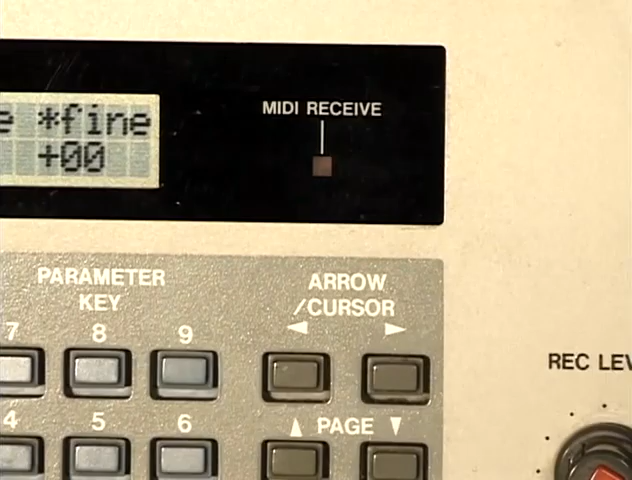 e *fine
+00
MIDI RECEIVE
PARAMETER
KEY
ARROW
/CURSOR
◀ ▶
7 8 9
REC LEV
4 5 6
▲ PAGE ▼